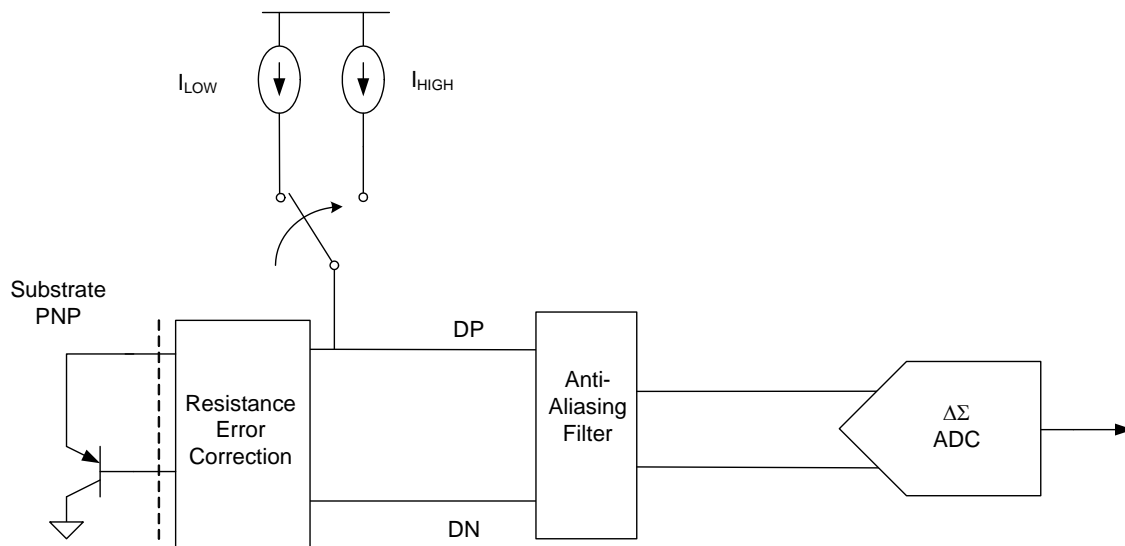 I_LOW
I_HIGH
Substrate
PNP
DP
Anti-
Aliasing
Filter
Resistance
Error
Correction
ΔΣ
ADC
DN